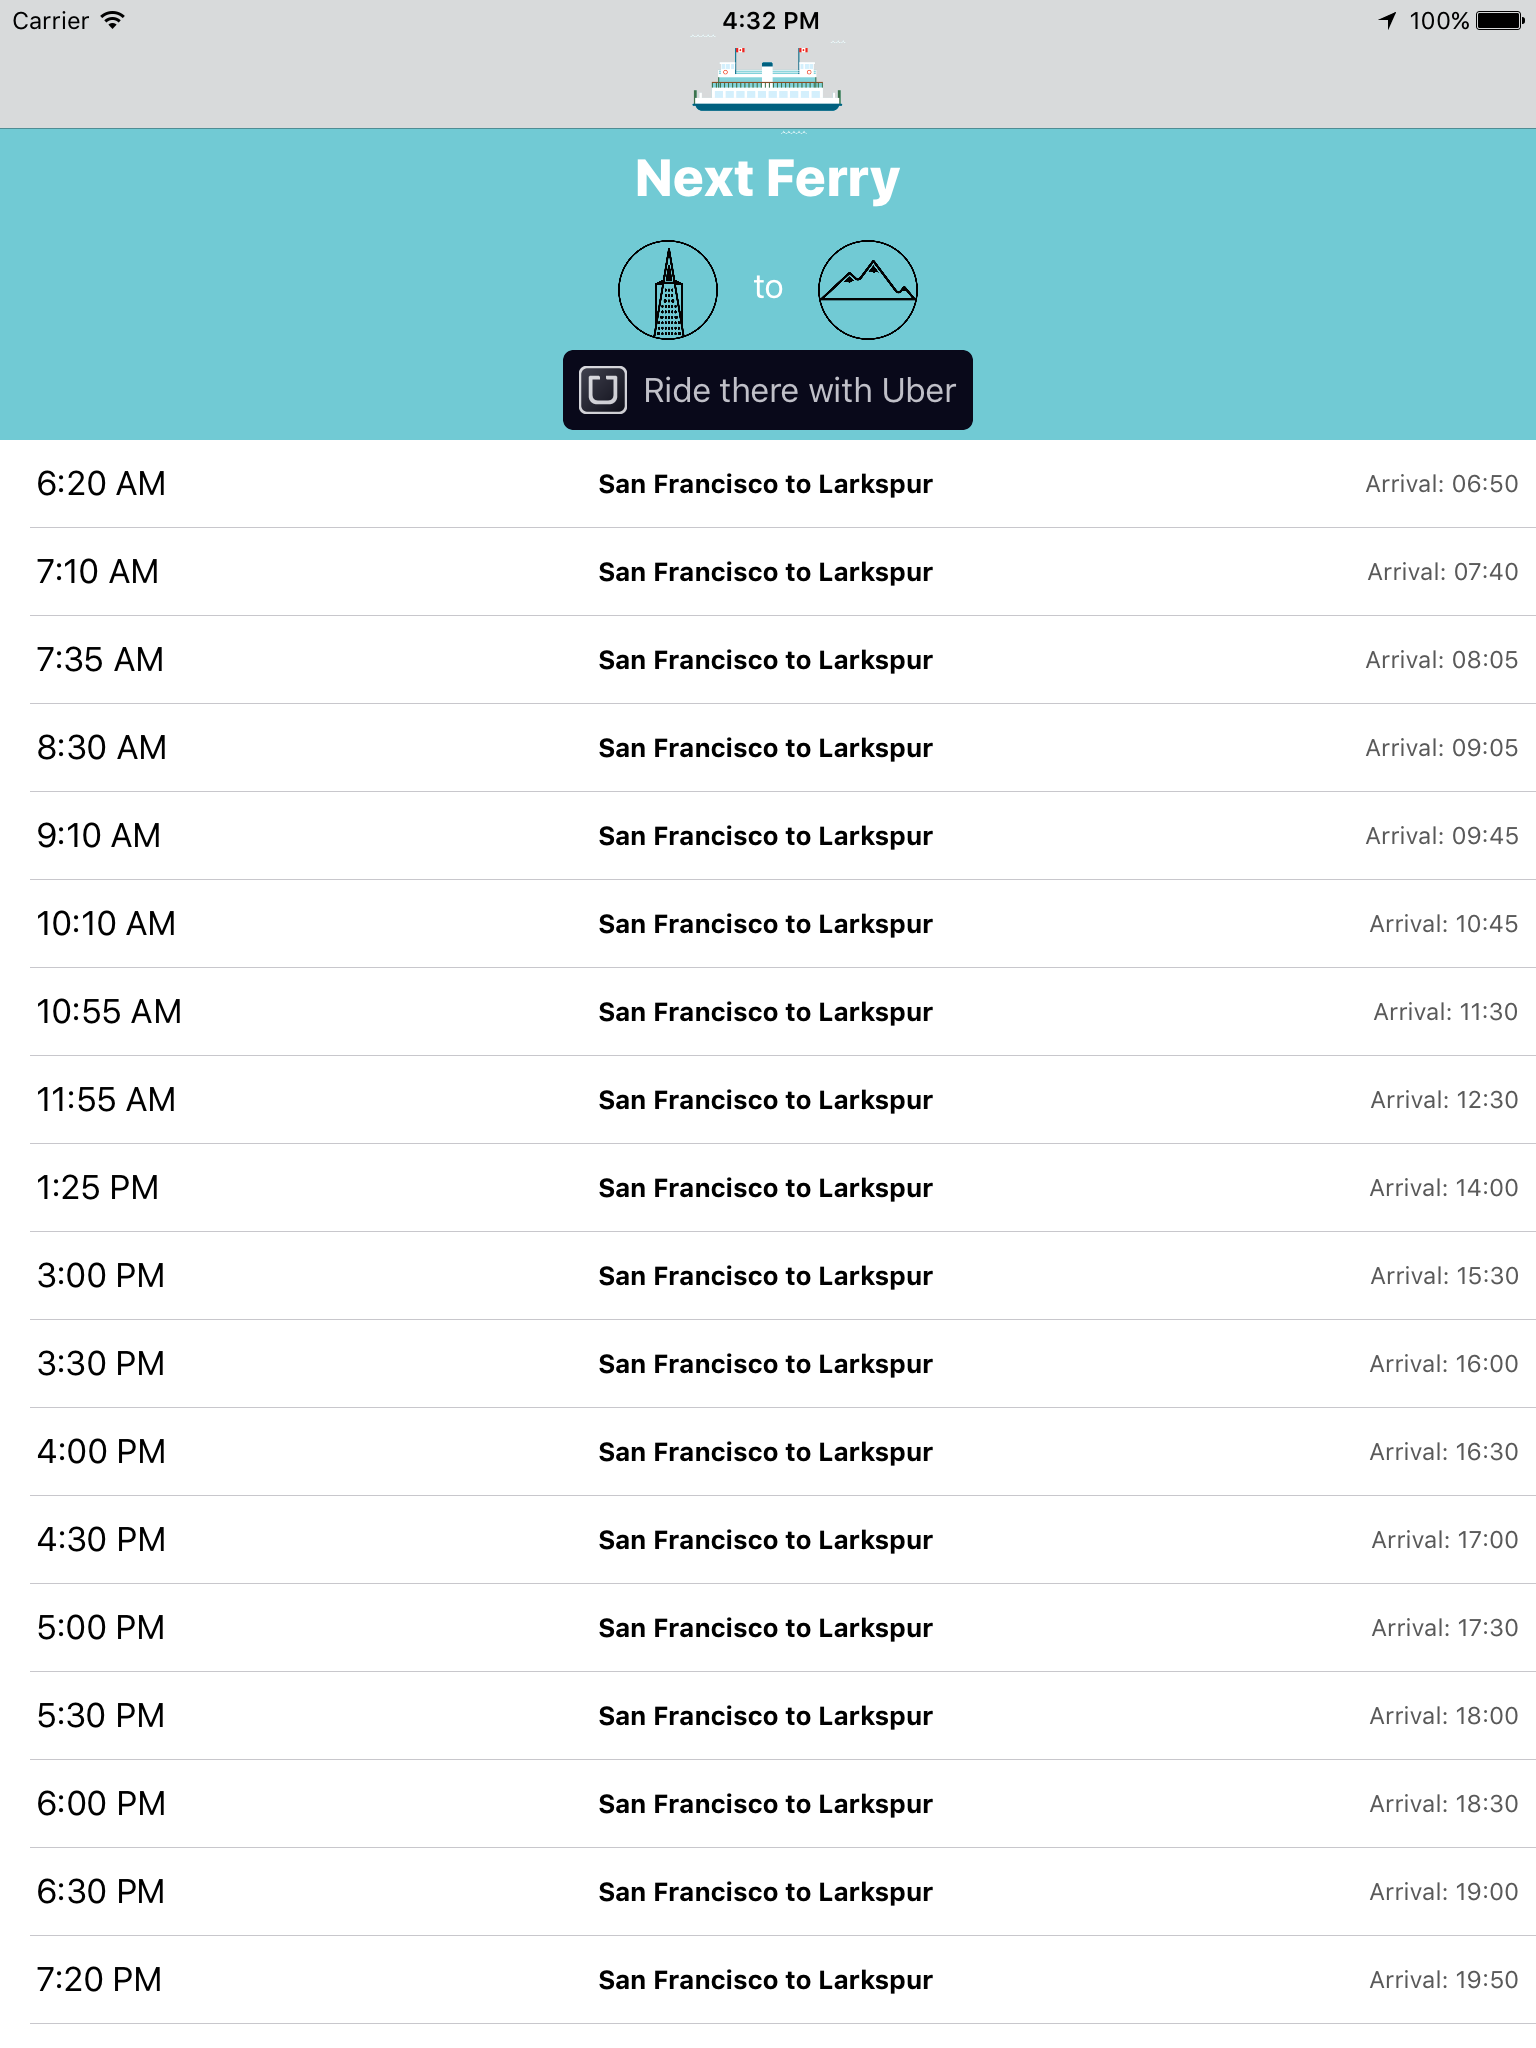 Carrier 4:32 PM 100%
Next Ferry
to
Ride there with Uber
6:20 AM San Francisco to Larkspur Arrival: 06:50
7:10 AM San Francisco to Larkspur Arrival: 07:40
7:35 AM San Francisco to Larkspur Arrival: 08:05
8:30 AM San Francisco to Larkspur Arrival: 09:05
9:10 AM San Francisco to Larkspur Arrival: 09:45
10:10 AM San Francisco to Larkspur Arrival: 10:45
10:55 AM San Francisco to Larkspur Arrival: 11:30
11:55 AM San Francisco to Larkspur Arrival: 12:30
1:25 PM San Francisco to Larkspur Arrival: 14:00
3:00 PM San Francisco to Larkspur Arrival: 15:30
3:30 PM San Francisco to Larkspur Arrival: 16:00
4:00 PM San Francisco to Larkspur Arrival: 16:30
4:30 PM San Francisco to Larkspur Arrival: 17:00
5:00 PM San Francisco to Larkspur Arrival: 17:30
5:30 PM San Francisco to Larkspur Arrival: 18:00
6:00 PM San Francisco to Larkspur Arrival: 18:30
6:30 PM San Francisco to Larkspur Arrival: 19:00
7:20 PM San Francisco to Larkspur Arrival: 19:50